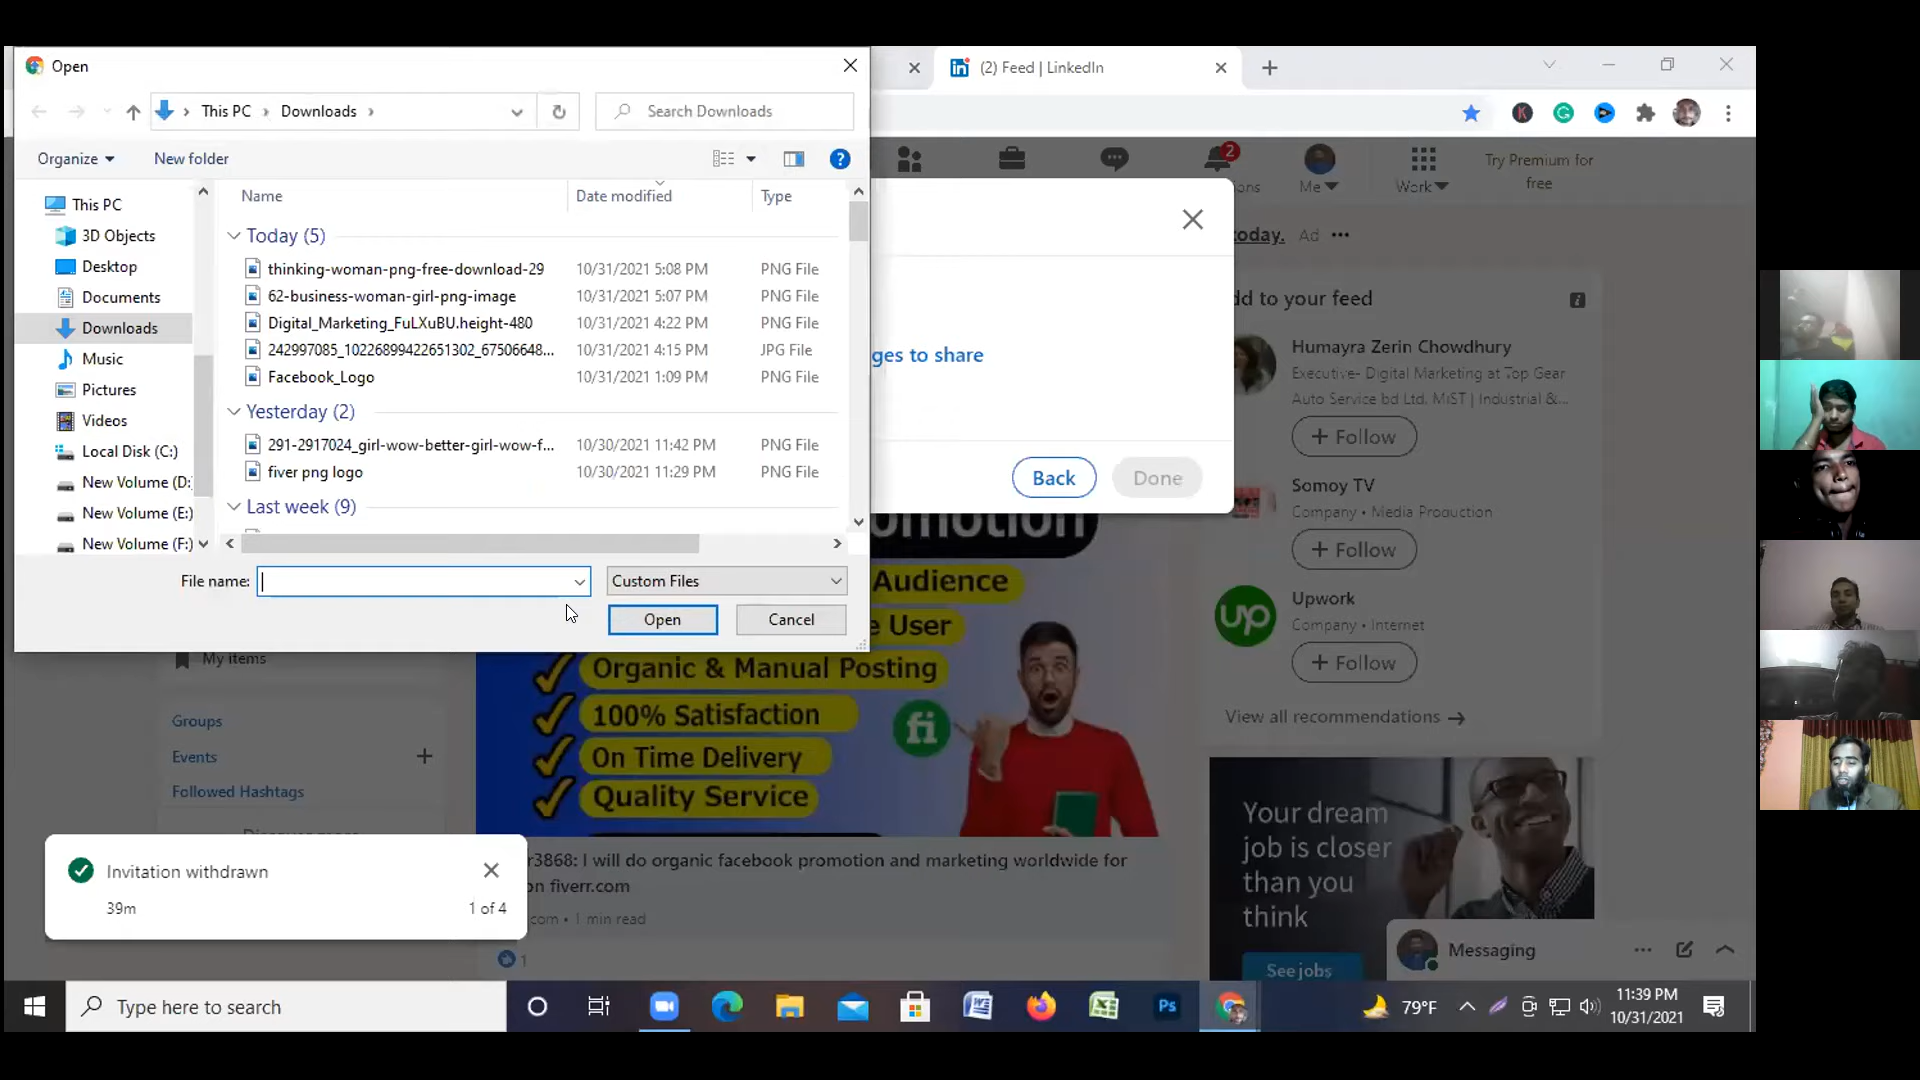 Open
(2) Feed | LinkedIn
This PC
Downloads
Search Downloads
Organize
New folder
2
Me
Work
Try Premium for
free
Name
Date modified
Type
This PC
3D Objects
Desktop
Documents
Downloads
Music
Pictures
Videos
Local Disk (C:)
New Volume (D:
New Volume (E:)
New Volume (F:)
Today (5)
thinking-woman-png-free-download-29 10/31/2021 5:08 PM PNG File
62-business-woman-girl-png-image 10/31/2021 5:07 PM PNG File
Digital_Marketing_FuLXuBU.height-480 10/31/2021 4:22 PM PNG File
242997085_10226899422651302_67506648... 10/31/2021 4:15 PM JPG File
Facebook_Logo 10/31/2021 1:09 PM PNG File
Yesterday (2)
291-2917024_girl-wow-better-girl-wow-f... 10/30/2021 11:42 PM PNG File
fiver png logo 10/30/2021 11:29 PM PNG File
Last week (9)
File name:
Custom Files
Open
Cancel
ges to share
Back
Done
today.
Ad
dd to your feed
Humayra Zerin Chowdhury
Executive- Digital Marketing at Top Gear
Auto Service bd Ltd. MIST | Industrial &...
+ Follow
Somoy TV
Company • Media Production
+ Follow
up
Upwork
Company • Internet
+ Follow
View all recommendations
omotion
Audience
e User
Organic & Manual Posting
100% Satisfaction
On Time Delivery
Quality Service
fi
My items
Groups
Events
Followed Hashtags
Discover more
Invitation withdrawn
39m
1 of 4
r3868: I will do organic facebook promotion and marketing worldwide for
on fiverr.com
.com • 1 min read
1
Your dream
job is closer
than you
think
See jobs
Messaging
Type here to search
Ps
79°F
11:39 PM
10/31/2021